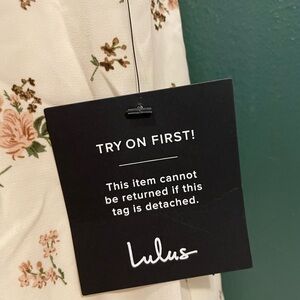 TRY ON FIRST!
This item cannot
be returned if this
tag is detached.
Lulus